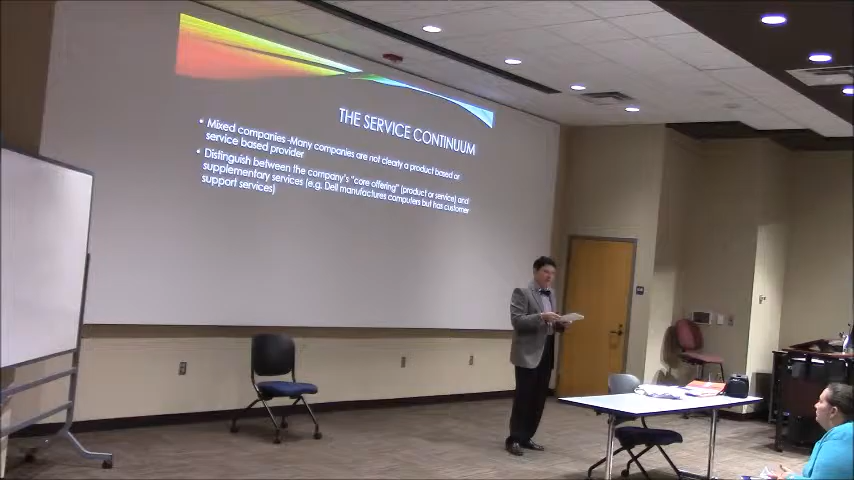 THE SERVICE CONTINUUM
• Mixed companies-Many companies are not clearly a product based or
service based provider
• Distinguish between the company's "core offering" (product or service) and
supplementary services (e.g. Dell manufactures computers but has customer
support services)